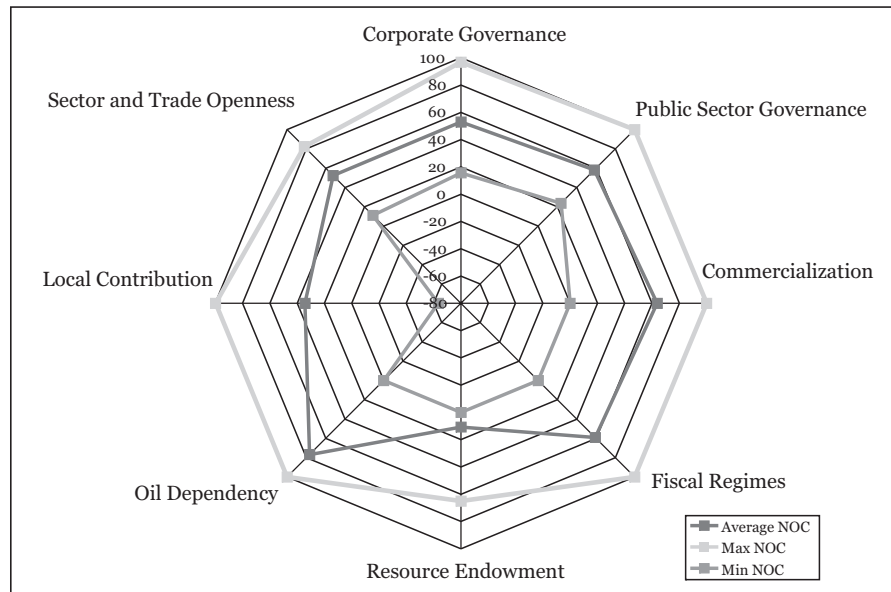 Corporate Governance
100
80
60
40
20
0
-20
-40
-60
-80
Sector and Trade Openness
Public Sector Governance
Local Contribution
Commercialization
Oil Dependency
Fiscal Regimes
Resource Endowment
Average NOC
Max NOC
Min NOC